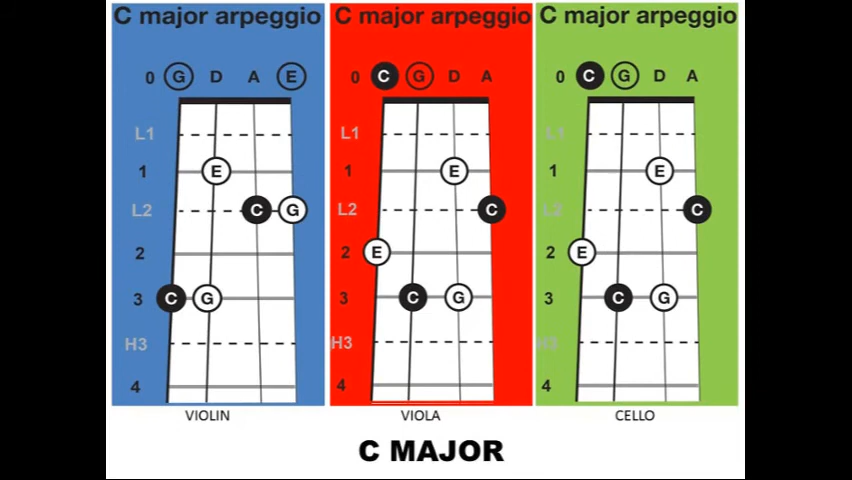 C major arpeggio
0 G D A E
L1
1 E
L2 C G
2
3 C G
H3
4
VIOLIN
C major arpeggio
0 C G D A
L1
1 E
L2 C
2 E
3 C G
H3
4
VIOLA
C major arpeggio
0 C G D A
L1
1 E
L2 C
2 E
3 C G
H3
4
CELLO
C MAJOR